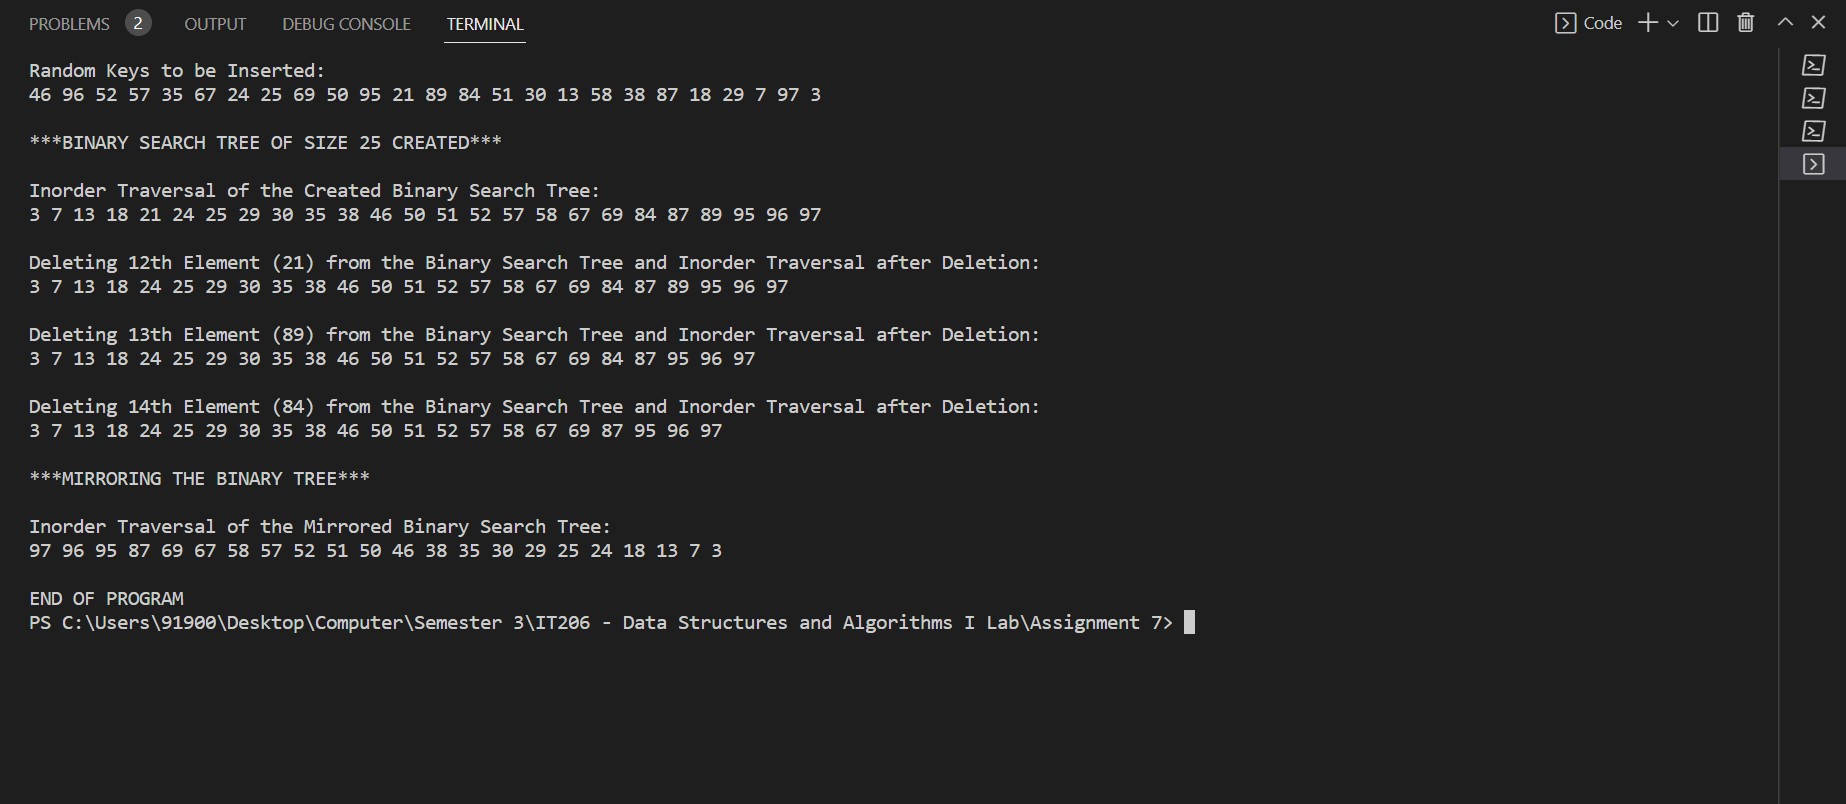 PROBLEMS 2 OUTPUT DEBUG CONSOLE TERMINAL Code
Random Keys to be Inserted:
46 96 52 57 35 67 24 25 69 50 95 21 89 84 51 30 13 58 38 87 18 29 7 97 3
***BINARY SEARCH TREE OF SIZE 25 CREATED***
Inorder Traversal of the Created Binary Search Tree:
3 7 13 18 21 24 25 29 30 35 38 46 50 51 52 57 58 67 69 84 87 89 95 96 97
Deleting 12th Element (21) from the Binary Search Tree and Inorder Traversal after Deletion:
3 7 13 18 24 25 29 30 35 38 46 50 51 52 57 58 67 69 84 87 89 95 96 97
Deleting 13th Element (89) from the Binary Search Tree and Inorder Traversal after Deletion:
3 7 13 18 24 25 29 30 35 38 46 50 51 52 57 58 67 69 84 87 95 96 97
Deleting 14th Element (84) from the Binary Search Tree and Inorder Traversal after Deletion:
3 7 13 18 24 25 29 30 35 38 46 50 51 52 57 58 67 69 87 95 96 97
***MIRRORING THE BINARY TREE***
Inorder Traversal of the Mirrored Binary Search Tree:
97 96 95 87 69 67 58 57 52 51 50 46 38 35 30 29 25 24 18 13 7 3
END OF PROGRAM
PS C:\Users\91900\Desktop\Computer\Semester 3\IT206 - Data Structures and Algorithms I Lab\Assignment 7>